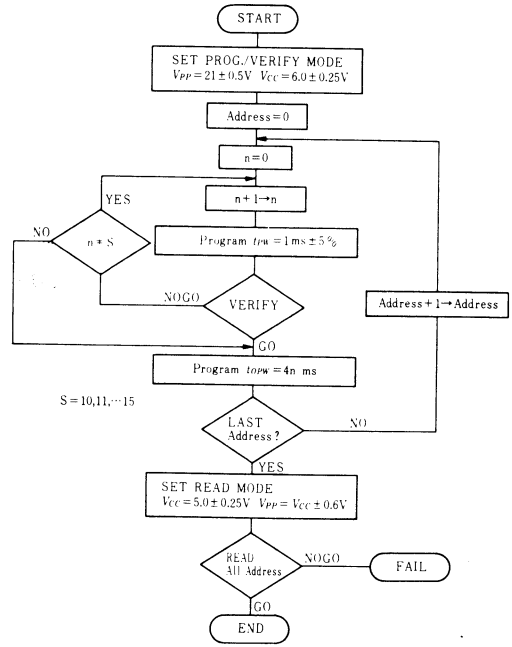 START
SET PROG./VERIFY MODE
VPP=21±0.5V VCC=6.0±0.25V
Address=0
n=0
YES
n+1→n
NO
n S
Program tPW=1ms±5%
NOGO
VERIFY
Address+1→Address
GO
Program tOPW=4n ms
S=10,11,…15
LAST
Address?
NO
YES
SET READ MODE
VCC=5.0±0.25V VPP=VCC±0.6V
READ
All Address
NOGO
FAIL
GO
END